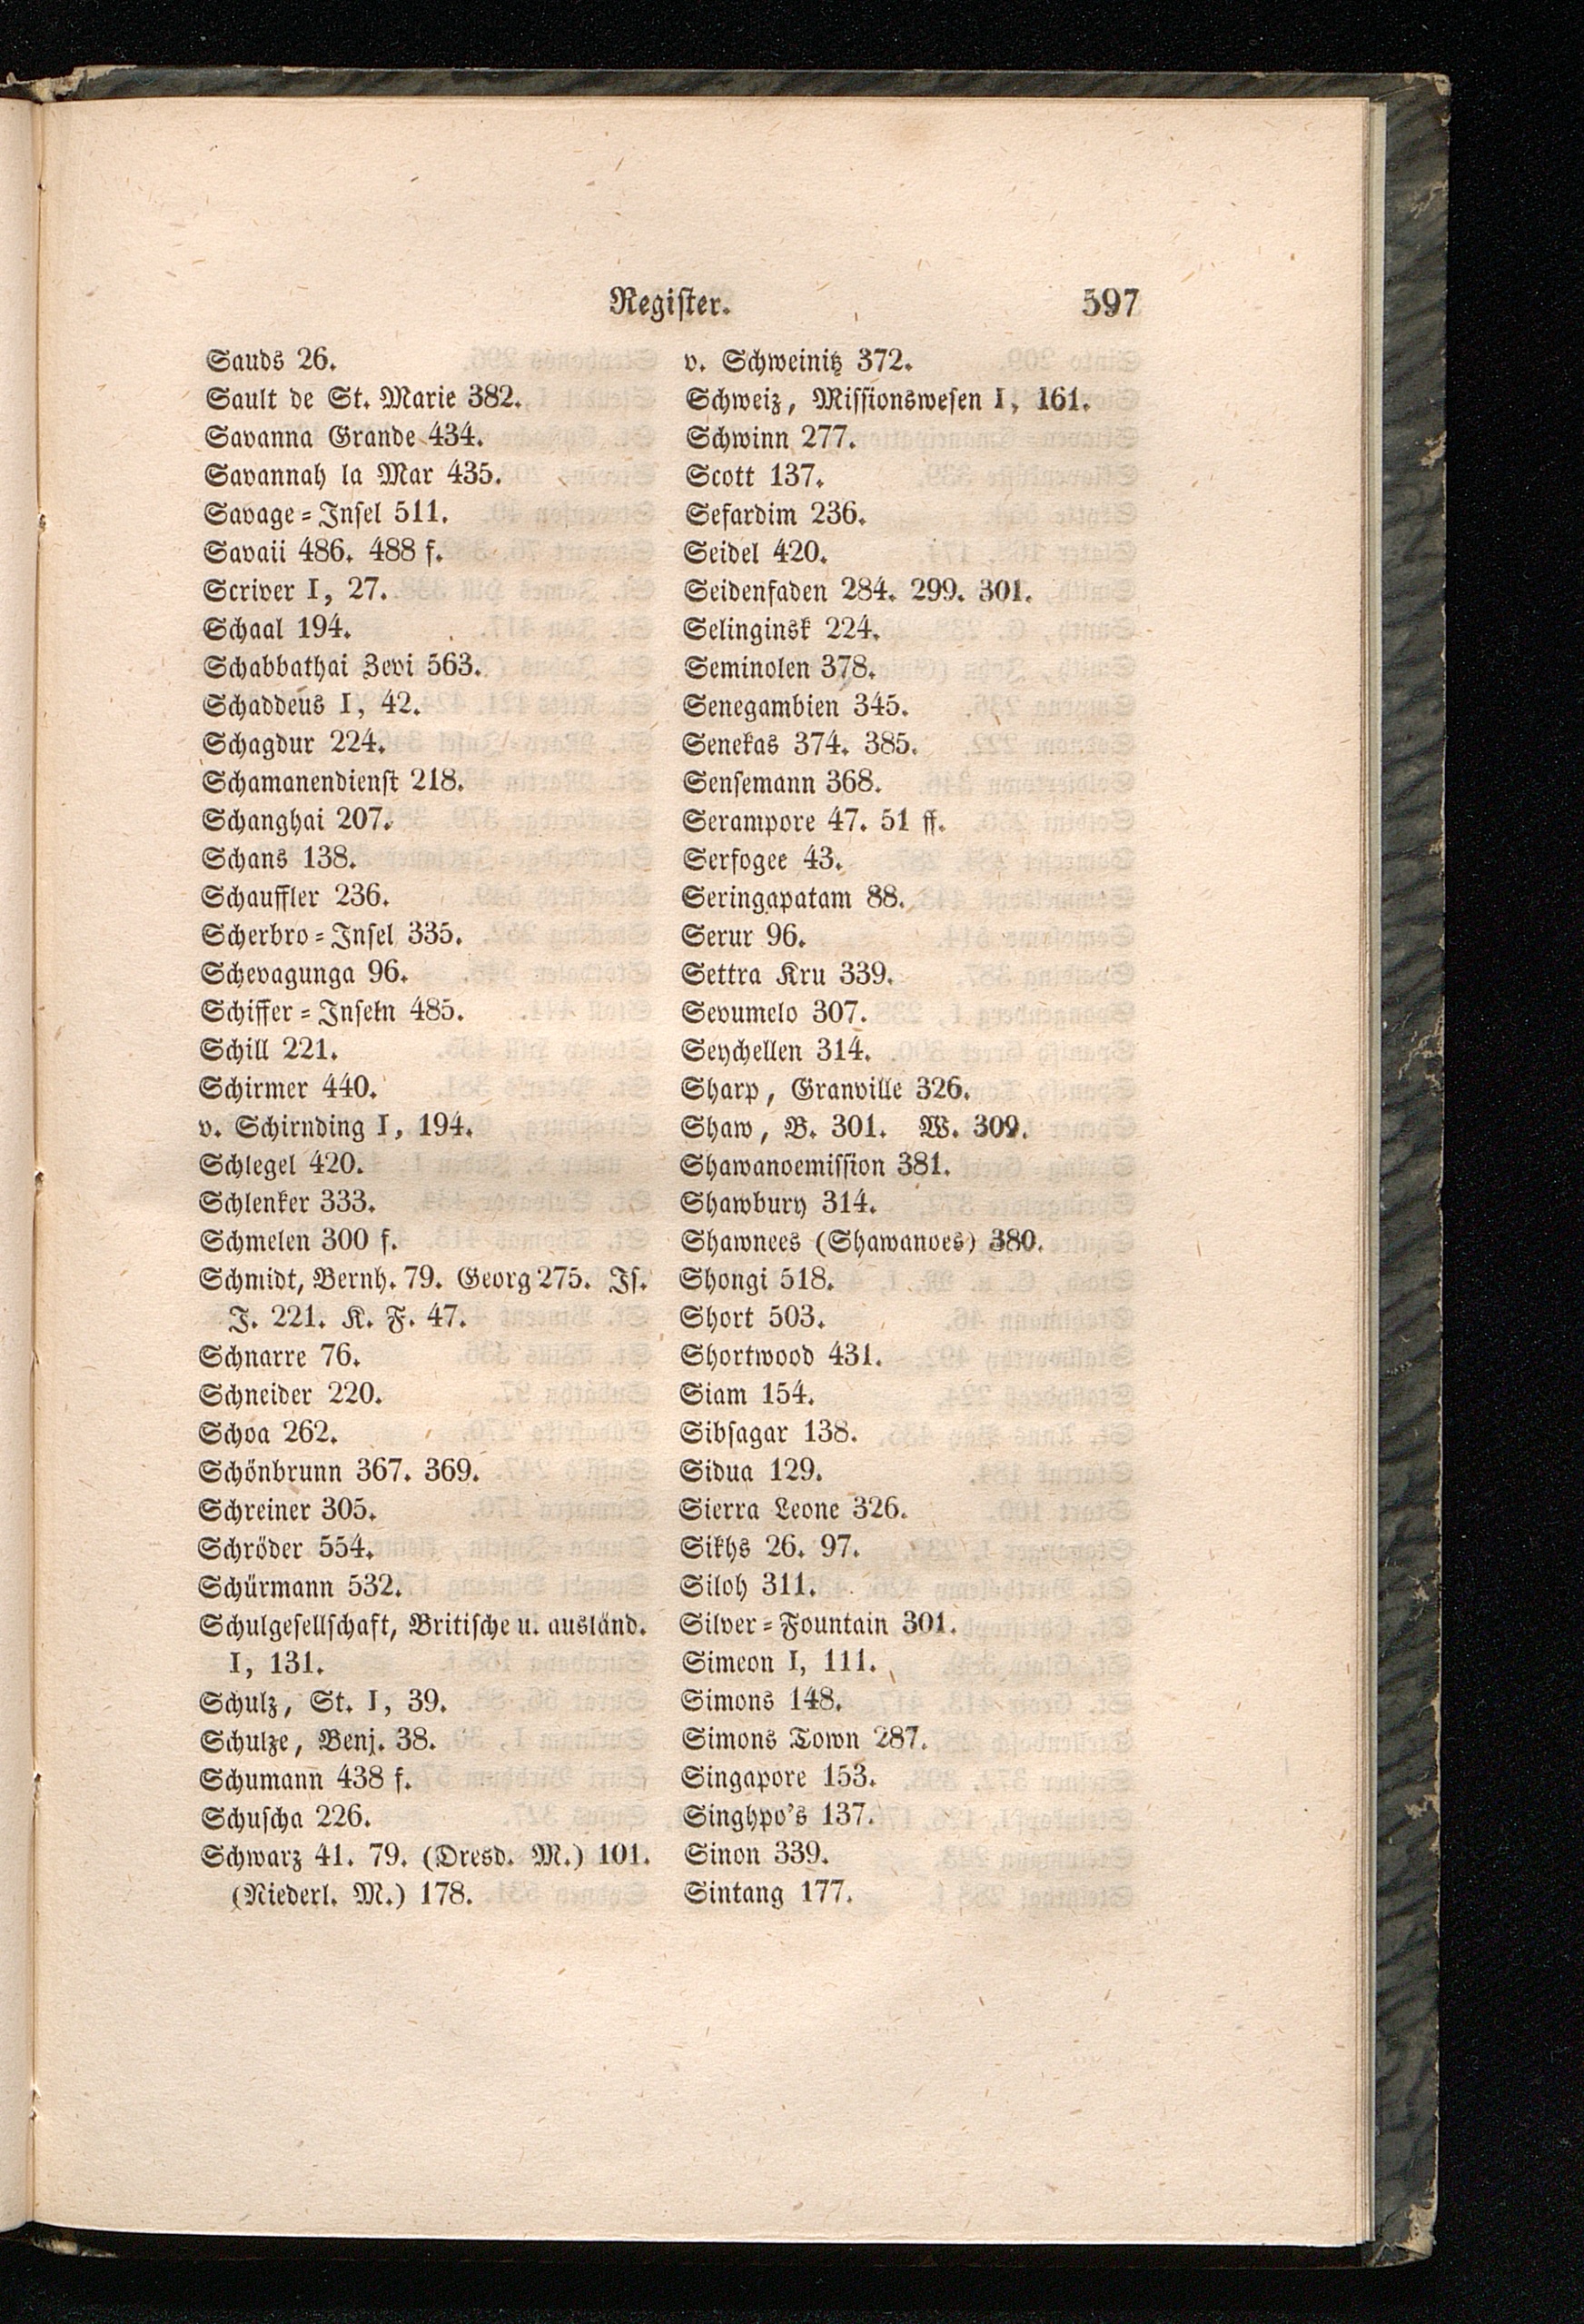 Register. 597
Sauds 26.
Sault de St. Marie 382.
Savanna Grande 434.
Savannah la Mar 435.
Savage-Insel 511.
Savaii 486. 488 f.
Scriver I, 27.
Schaal 194.
Schabbathai Zevi 563.
Schaddeus I, 42.
Schagdur 224.
Schamanendienst 218.
Schanghai 207.
Schans 138.
Schauffler 236.
Scherbro-Insel 335.
Schevagunga 96.
Schiffer-Inseln 485.
Schill 221.
Schirmer 440.
v. Schirnding I, 194.
Schlegel 420.
Schlenker 333.
Schmelen 300 f.
Schmidt, Bernh. 79. Georg 275. Is.
J. 221. K. F. 47.
Schnarre 76.
Schneider 220.
Schoa 262.
Schönbrunn 367. 369.
Schreiner 305.
Schröder 554.
Schürmann 532.
Schulgesellschaft, Britische u. ausländ.
I, 131.
Schulz, St. I, 39.
Schulze, Benj. 38.
Schumann 438 f.
Schuscha 226.
Schwarz 41. 79. (Dresd. M.) 101.
(Niederl. M.) 178.
v. Schweinitz 372.
Schweiz, Missionswesen I, 161.
Schwinn 277.
Scott 137.
Sefardim 236.
Seidel 420.
Seidenfaden 284. 299. 301.
Selinginsk 224.
Seminolen 378.
Senegambien 345.
Senekas 374. 385.
Sensemann 368.
Serampore 47. 51 ff.
Serfogee 43.
Seringapatam 88.
Serur 96.
Settra Kru 339.
Sevumelo 307.
Seychellen 314.
Sharp, Granville 326.
Shaw, B. 301. W. 309.
Shawanoemission 381.
Shawbury 314.
Shawnees (Shawanoes) 380.
Shongi 518.
Short 503.
Shortwood 431.
Siam 154.
Sibsagar 138.
Sidua 129.
Sierra Leone 326.
Sikhs 26. 97.
Siloh 311.
Silver-Fountain 301.
Simeon I, 111.
Simons 148.
Simons Town 287.
Singapore 153.
Singhpo's 137.
Sinon 339.
Sintang 177.